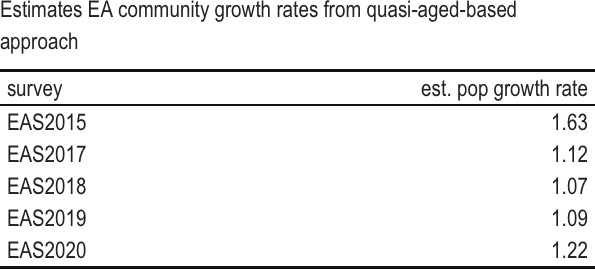 Estimates EA community growth rates from quasi-aged-based
approach
survey est. pop growth rate
EAS2015 1.63
EAS2017 1.12
EAS2018 1.07
EAS2019 1.09
EAS2020 1.22